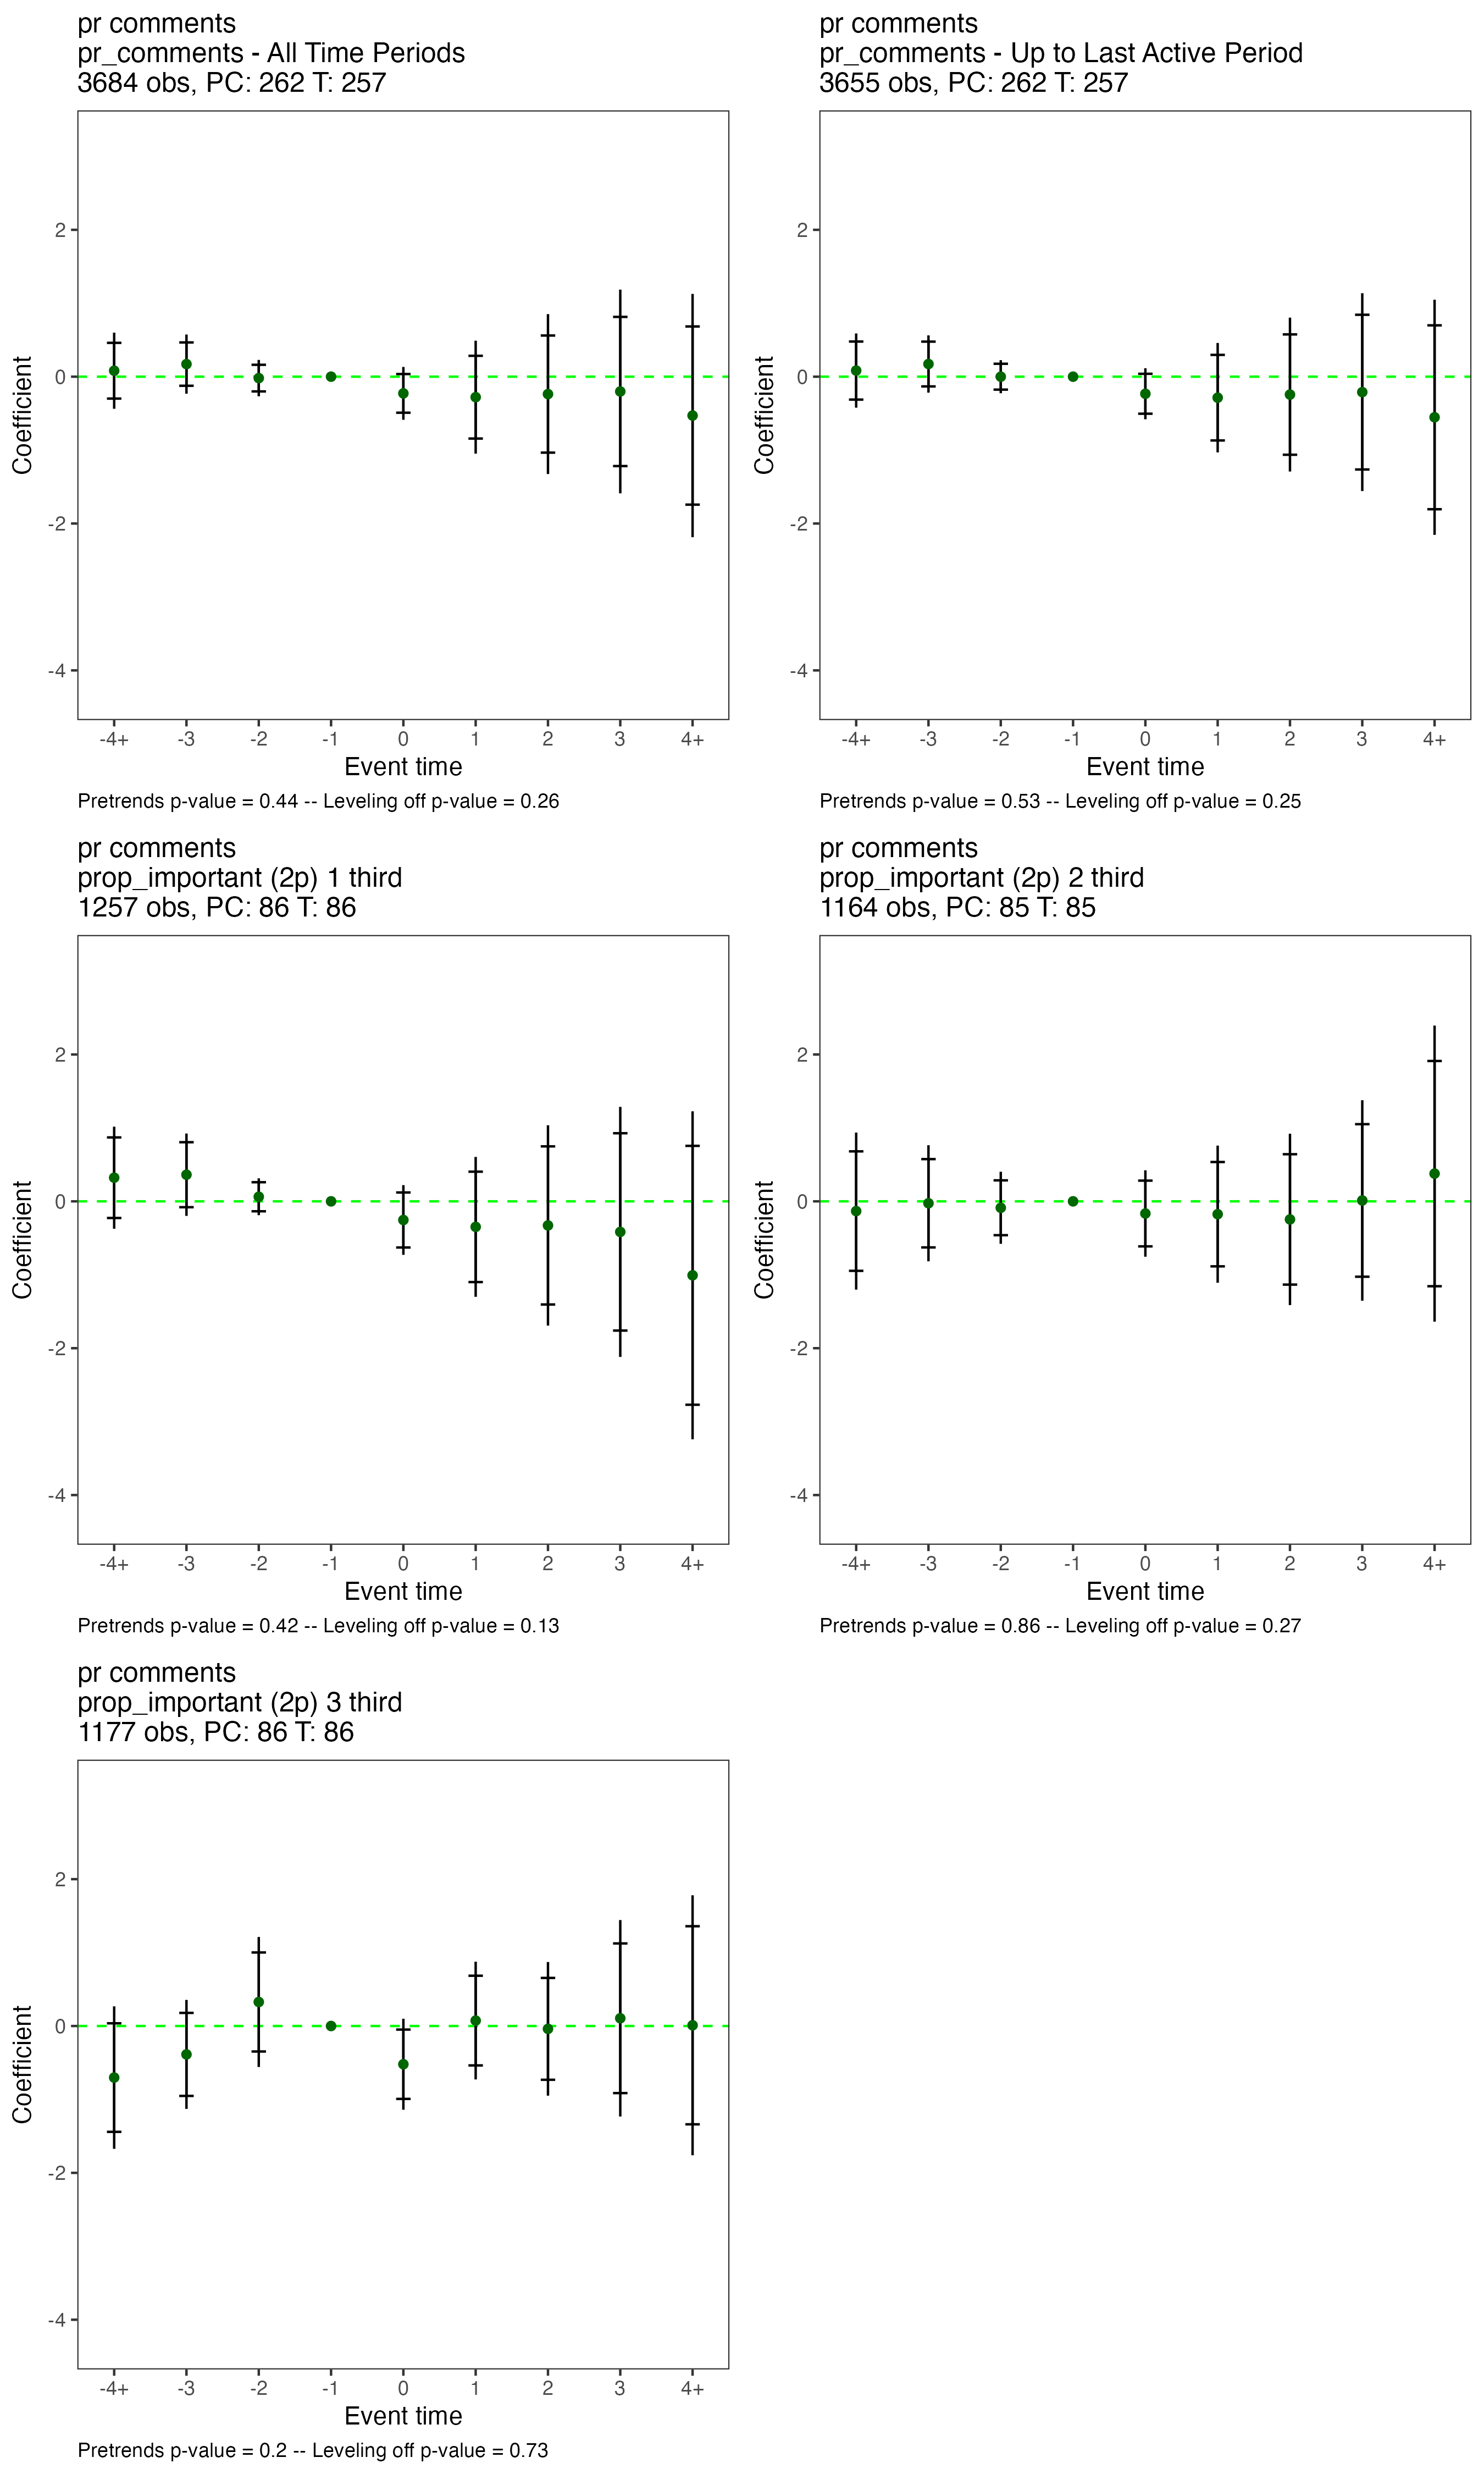 pr comments
pr_comments - All Time Periods
3684 obs, PC: 262 T: 257
Coefficient
2
0
-2
-4
-4+ -3 -2 -1 0 1 2 3 4+
Event time
Pretrends p-value = 0.44 -- Leveling off p-value = 0.26
pr comments
pr_comments - Up to Last Active Period
3655 obs, PC: 262 T: 257
Coefficient
2
0
-2
-4
-4+ -3 -2 -1 0 1 2 3 4+
Event time
Pretrends p-value = 0.53 -- Leveling off p-value = 0.25
pr comments
prop_important (2p) 1 third
1257 obs, PC: 86 T: 86
Coefficient
2
0
-2
-4
-4+ -3 -2 -1 0 1 2 3 4+
Event time
Pretrends p-value = 0.42 -- Leveling off p-value = 0.13
pr comments
prop_important (2p) 2 third
1164 obs, PC: 85 T: 85
Coefficient
2
0
-2
-4
-4+ -3 -2 -1 0 1 2 3 4+
Event time
Pretrends p-value = 0.86 -- Leveling off p-value = 0.27
pr comments
prop_important (2p) 3 third
1177 obs, PC: 86 T: 86
Coefficient
2
0
-2
-4
-4+ -3 -2 -1 0 1 2 3 4+
Event time
Pretrends p-value = 0.2 -- Leveling off p-value = 0.73